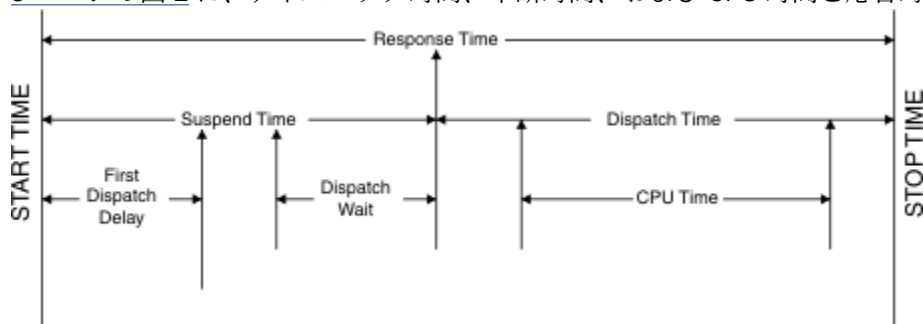 Response Time
START TIME
Suspend Time
Dispatch Time
STOP TIME
First
Dispatch
Delay
Dispatch
Wait
CPU Time